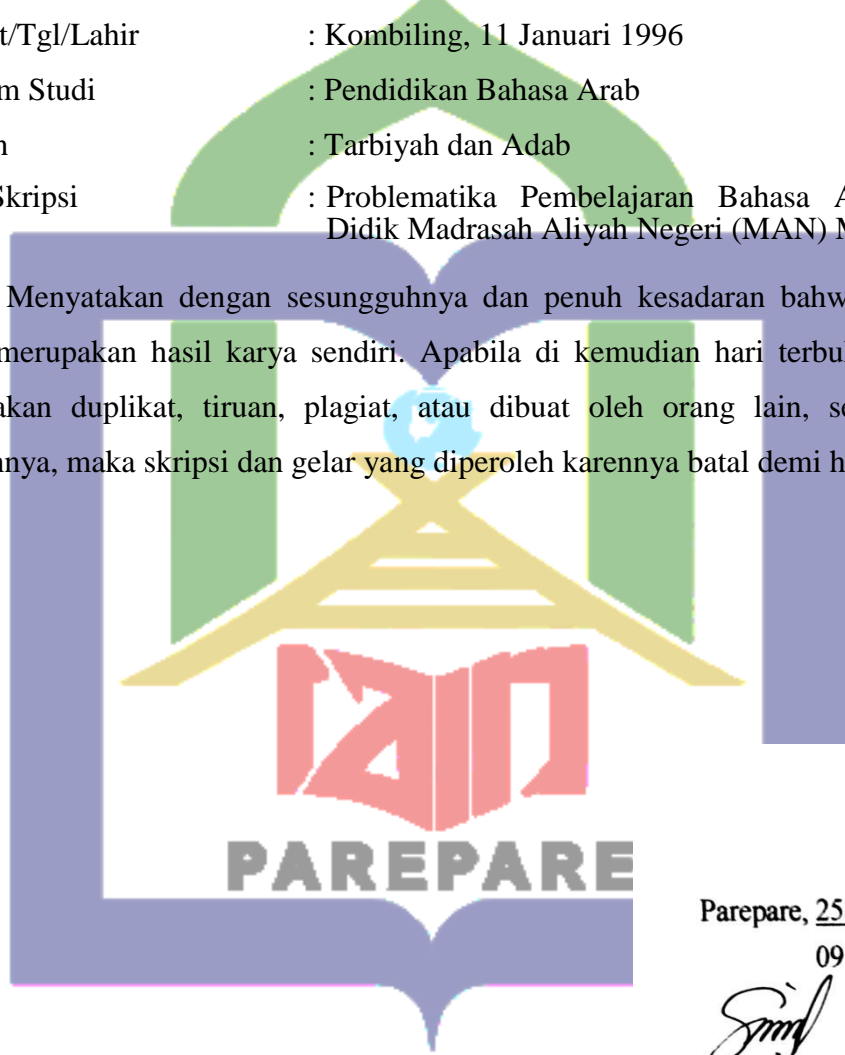 t/Tgl/Lahir : Kombiling, 11 Januari 1996
m Studi : Pendidikan Bahasa Arab
n : Tarbiyah dan Adab
Skripsi : Problematika Pembelajaran Bahasa A
Didik Madrasah Aliyah Negeri (MAN) M
Menyatakan dengan sesungguhnya dan penuh kesadaran bahw
merupakan hasil karya sendiri. Apabila di kemudian hari terbul
akan duplikat, tiruan, plagiat, atau dibuat oleh orang lain, se
nnya, maka skripsi dan gelar yang diperoleh karennya batal demi h
iain
PAREPARE
Parepare, 25
09